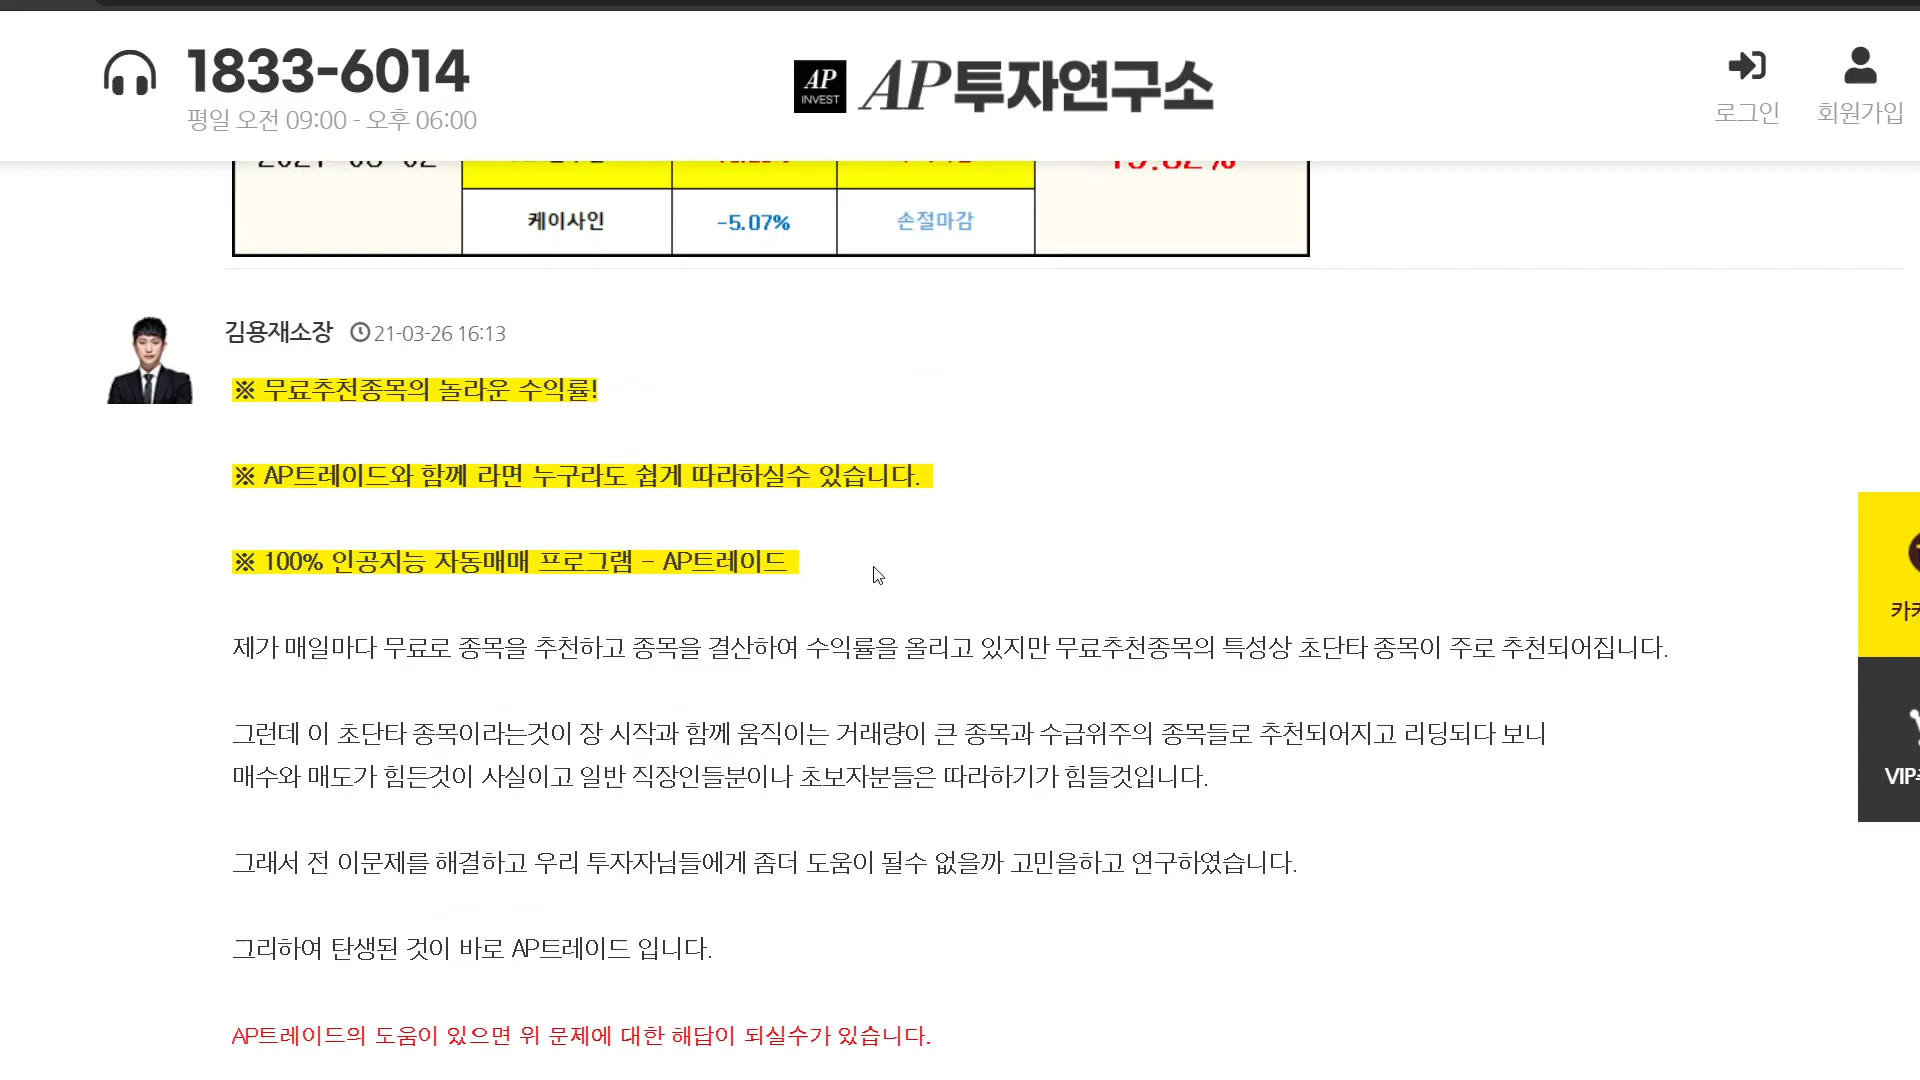 1833-6014
평일 오전 09:00 - 오후 06:00
AP INVEST
AP투자연구소
로그인
회원가입
케이사인 -5.07% 손절마감
김용재소장 21-03-26 16:13
※ 무료추천종목의 놀라운 수익률!
※ AP트레이드와 함께 라면 누구라도 쉽게 따라하실수 있습니다.
※ 100% 인공지능 자동매매 프로그램 - AP트레이드
제가 매일마다 무료로 종목을 추천하고 종목을 결산하여 수익률을 올리고 있지만 무료추천종목의 특성상 초단타 종목이 주로 추천되어집니다.
그런데 이 초단타 종목이라는것이 장 시작과 함께 움직이는 거래량이 큰 종목과 수급위주의 종목들로 추천되어지고 리딩되다 보니
매수와 매도가 힘든것이 사실이고 일반 직장인들분이나 초보자분들은 따라하기가 힘들것입니다.
그래서 전 이문제를 해결하고 우리 투자자님들에게 좀더 도움이 될수 없을까 고민을하고 연구하였습니다.
그리하여 탄생된 것이 바로 AP트레이드 입니다.
AP트레이드의 도움이 있으면 위 문제에 대한 해답이 되실수가 있습니다.
VIP